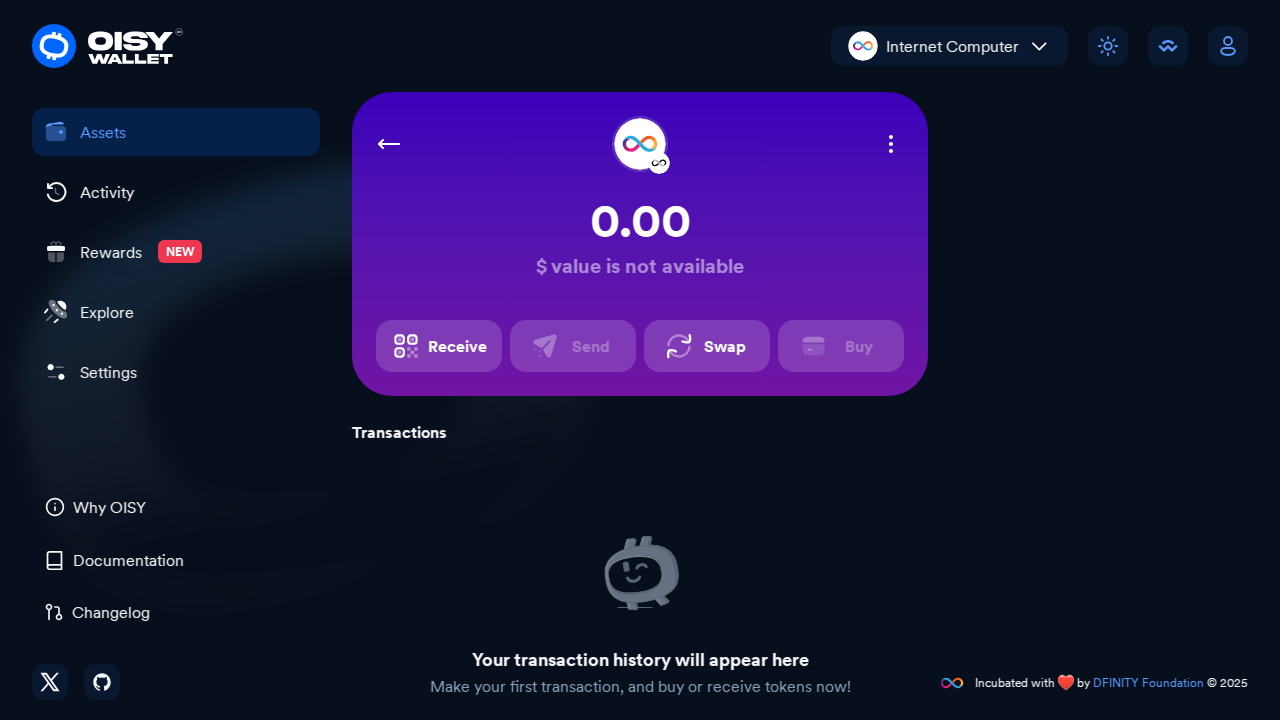 OISY
WALLET
Internet Computer
Assets
Activity
Rewards NEW
Explore
Settings
0.00
$ value is not available
Receive
Send
Swap
Buy
Transactions
Why OISY
Documentation
Changelog
Your transaction history will appear here
Make your first transaction, and buy or receive tokens now!
Incubated with ❤️ by DFINITY Foundation © 2025